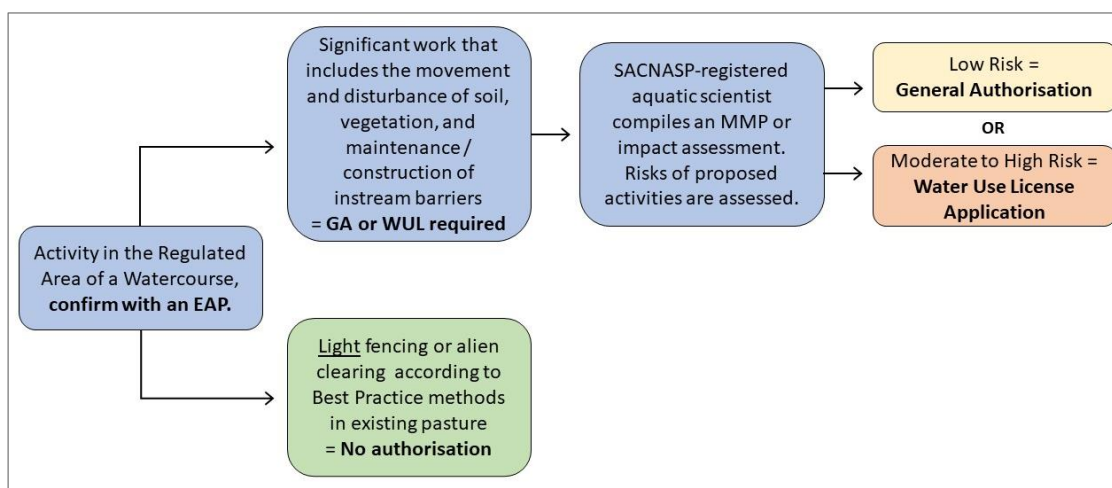 Activity in the Regulated
Area of a Watercourse,
confirm with an EAP.
Significant work that
includes the movement
and disturbance of soil,
vegetation, and
maintenance /
construction of
instream barriers
= GA or WUL required
SACNASP-registered
aquatic scientist
compiles an MMP or
impact assessment.
Risks of proposed
activities are assessed.
Low Risk =
General Authorisation
OR
Moderate to High Risk =
Water Use License
Application
Light fencing or alien
clearing according to
Best Practice methods
in existing pasture
= No authorisation